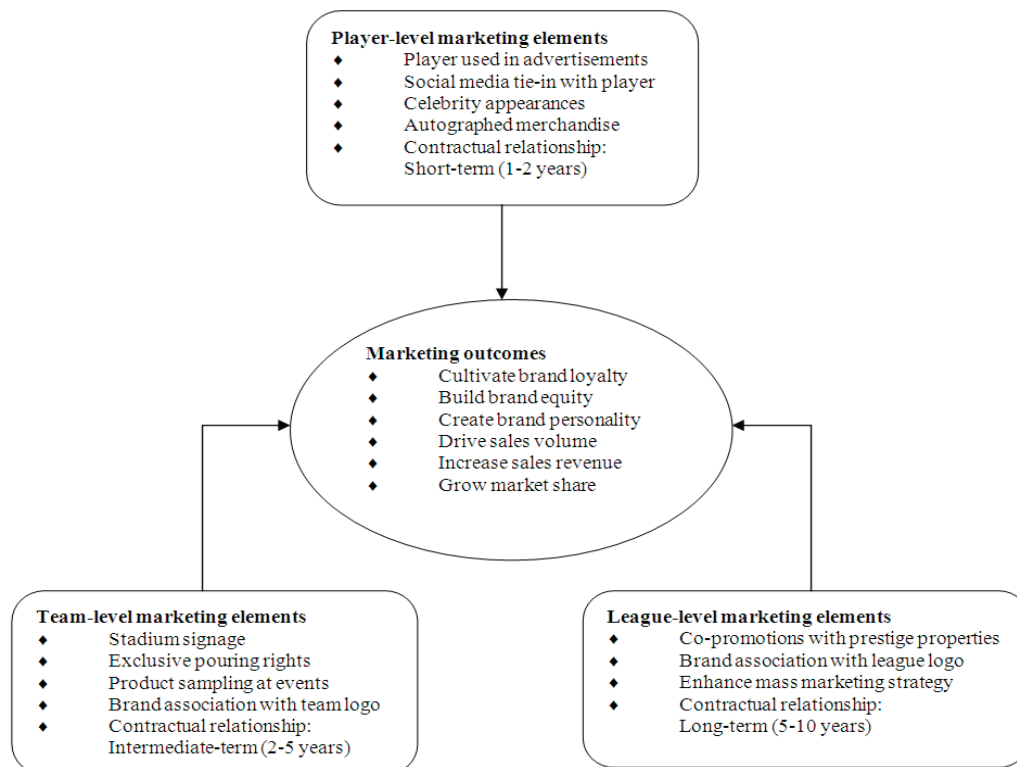 Player-level marketing elements
♦ Player used in advertisements
♦ Social media tie-in with player
♦ Celebrity appearances
♦ Autographed merchandise
♦ Contractual relationship:
Short-term (1-2 years)
Marketing outcomes
♦ Cultivate brand loyalty
♦ Build brand equity
♦ Create brand personality
♦ Drive sales volume
♦ Increase sales revenue
♦ Grow market share
Team-level marketing elements
♦ Stadium signage
♦ Exclusive pouring rights
♦ Product sampling at events
♦ Brand association with team logo
♦ Contractual relationship:
Intermediate-term (2-5 years)
League-level marketing elements
♦ Co-promotions with prestige properties
♦ Brand association with league logo
♦ Enhance mass marketing strategy
♦ Contractual relationship:
Long-term (5-10 years)